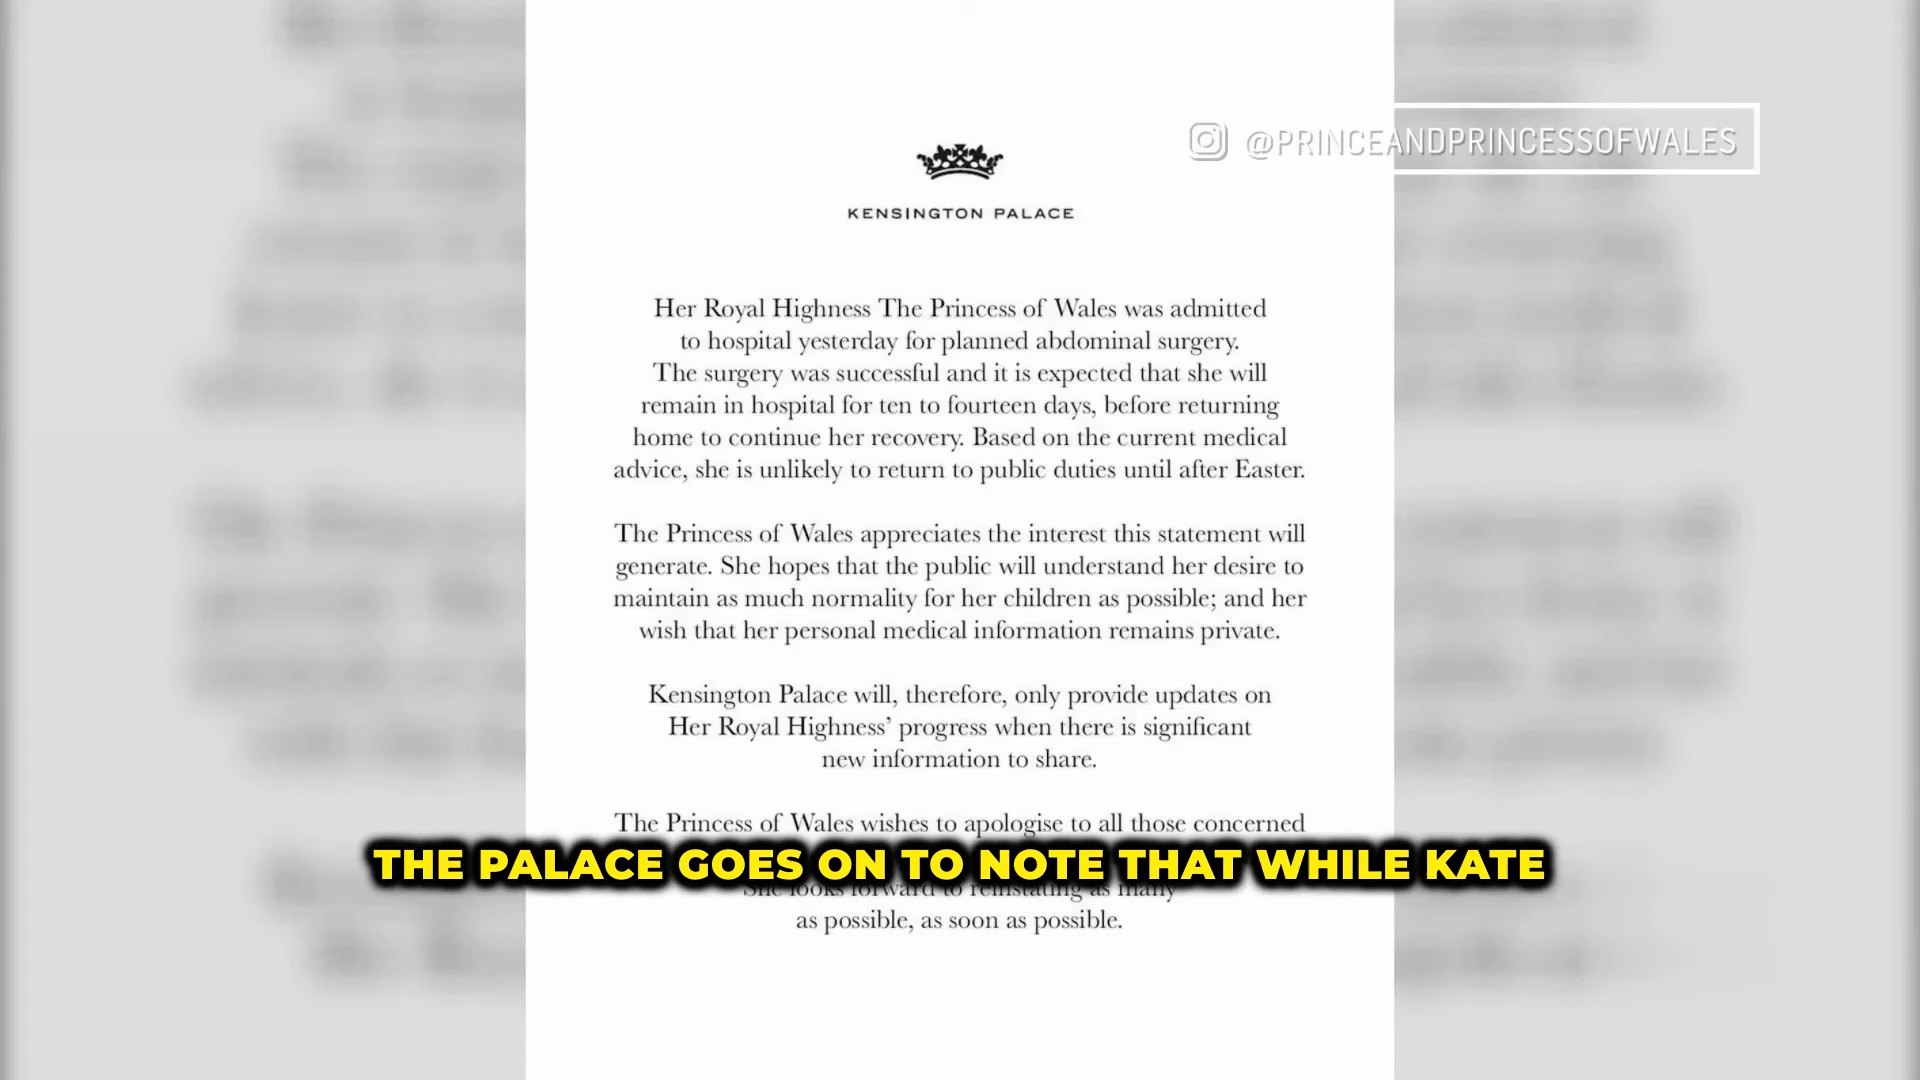 @PRINCEANDPRINCESSOFWALES
KENSINGTON PALACE
Her Royal Highness The Princess of Wales was admitted
to hospital yesterday for planned abdominal surgery.
The surgery was successful and it is expected that she will
remain in hospital for ten to fourteen days, before returning
home to continue her recovery. Based on the current medical
advice, she is unlikely to return to public duties until after Easter.
The Princess of Wales appreciates the interest this statement will
generate. She hopes that the public will understand her desire to
maintain as much normality for her children as possible; and her
wish that her personal medical information remains private.
Kensington Palace will, therefore, only provide updates on
Her Royal Highness’ progress when there is significant
new information to share.
The Princess of Wales wishes to apologise to all those concerned
THE PALACE GOES ON TO NOTE THAT WHILE KATE
She looks forward to reinstating as many
as possible, as soon as possible.